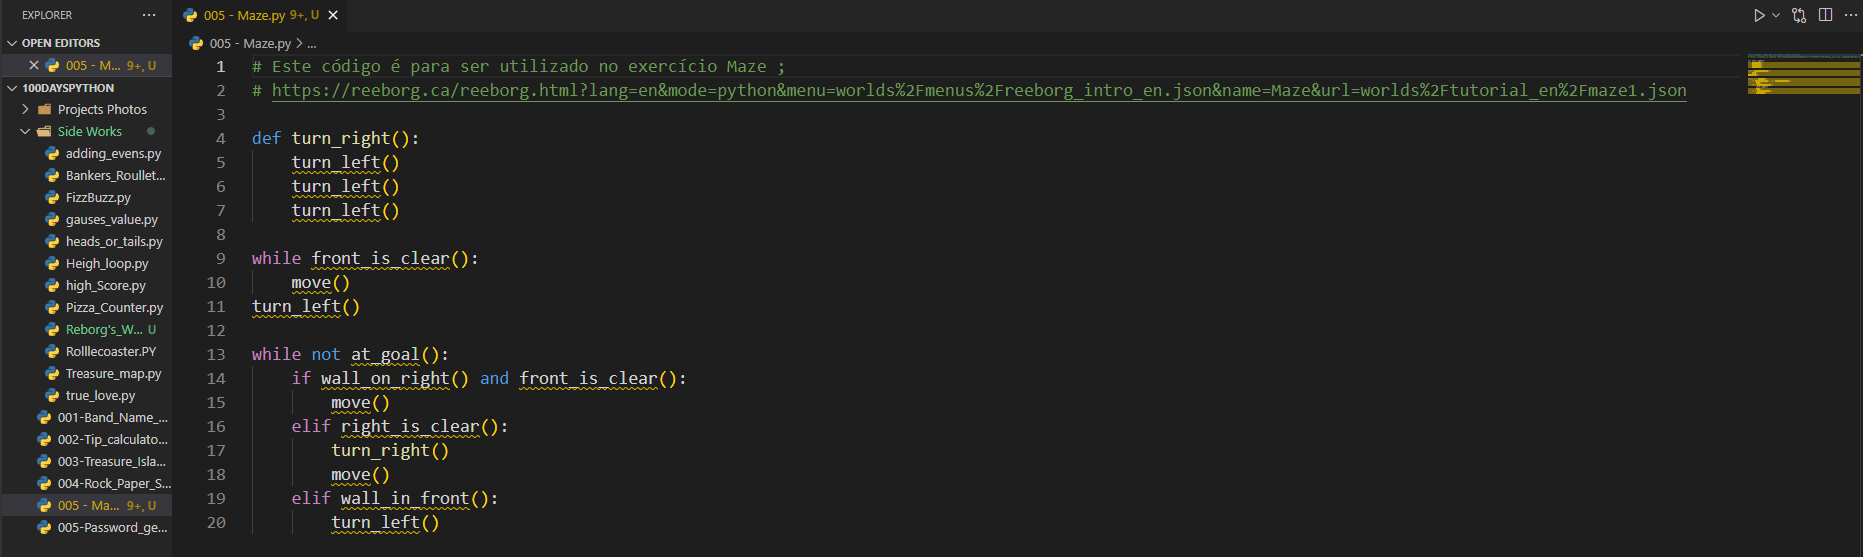 EXPLORER ...
OPEN EDITORS
005 - M... 9+, U
100DAYSPYTHON
Projects Photos
Side Works
adding_evens.py
Bankers_Roullet...
FizzBuzz.py
gauses_value.py
heads_or_tails.py
Heigh_loop.py
high_Score.py
Pizza_Counter.py
Reborg's_W... U
Rolllecoaster.PY
Treasure_map.py
true_love.py
001-Band_Name_...
002-Tip_calculato...
003-Treasure_Isla...
004-Rock_Paper_S...
005 - Ma... 9+, U
005-Password_ge...
005 - Maze.py 9+, U
005 - Maze.py > ...
1 # Este código é para ser utilizado no exercício Maze ;
2 # https://reeborg.ca/reeborg.html?lang=en&mode=python&menu=worlds%2Fmenus%2Freeborg_intro_en.json&name=Maze&url=worlds%2Ftutorial_en%2Fmaze1.json
3
4 def turn_right():
5     turn_left()
6     turn_left()
7     turn_left()
8
9 while front_is_clear():
10     move()
11 turn_left()
12
13 while not at_goal():
14     if wall_on_right() and front_is_clear():
15         move()
16     elif right_is_clear():
17         turn_right()
18         move()
19     elif wall_in_front():
20         turn_left()